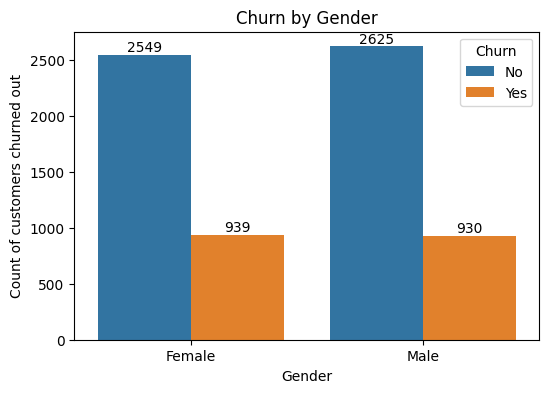 Churn by Gender
Count of customers churned out
2500
2000
1500
1000
500
0
2549
939
2625
930
Churn
No
Yes
Female
Male
Gender